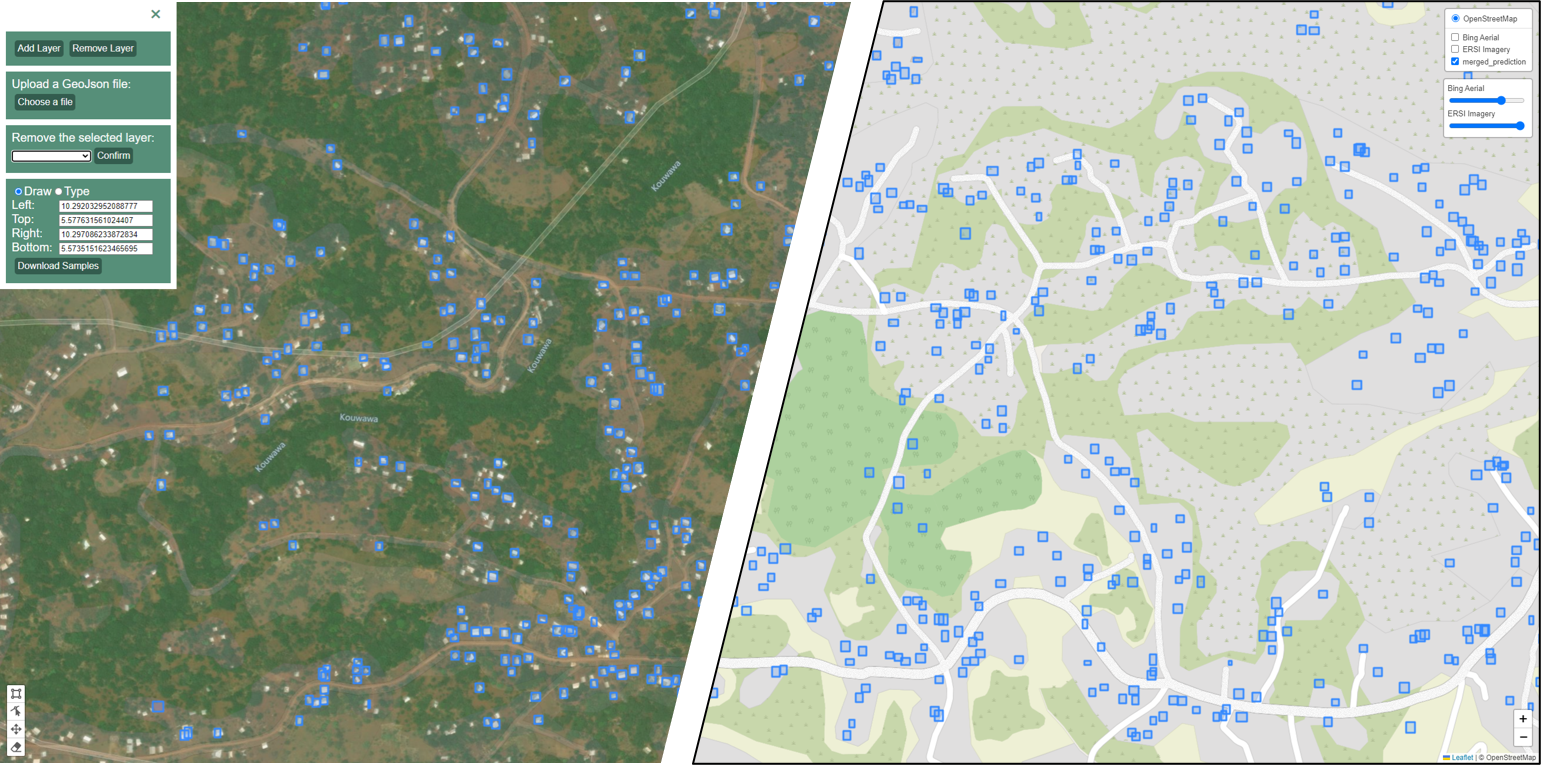 ×
Add Layer Remove Layer
Upload a GeoJson file:
Choose a file
Remove the selected layer:
Confirm
Draw Type
Left: 10.292032952088777
Top: 5.577631561024407
Right: 10.297086233872834
Bottom: 5.5735151623465695
Download Samples
Kouwawa
Kouwawa
Kouwawa
Kouwawa
OpenStreetMap
Bing Aerial
ERSI Imagery
merged_prediction
Bing Aerial
ERSI Imagery
+
−
Leaflet | © OpenStreetMap